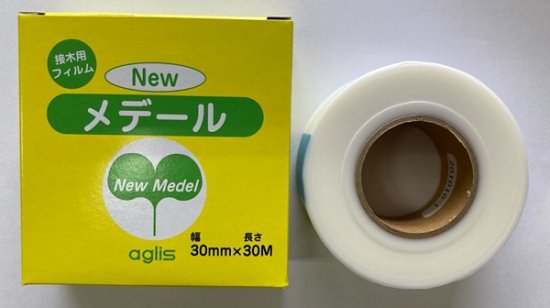 接木用
フィルム
New
メデール
New Medel
幅 長さ
30mm×30M
aglis